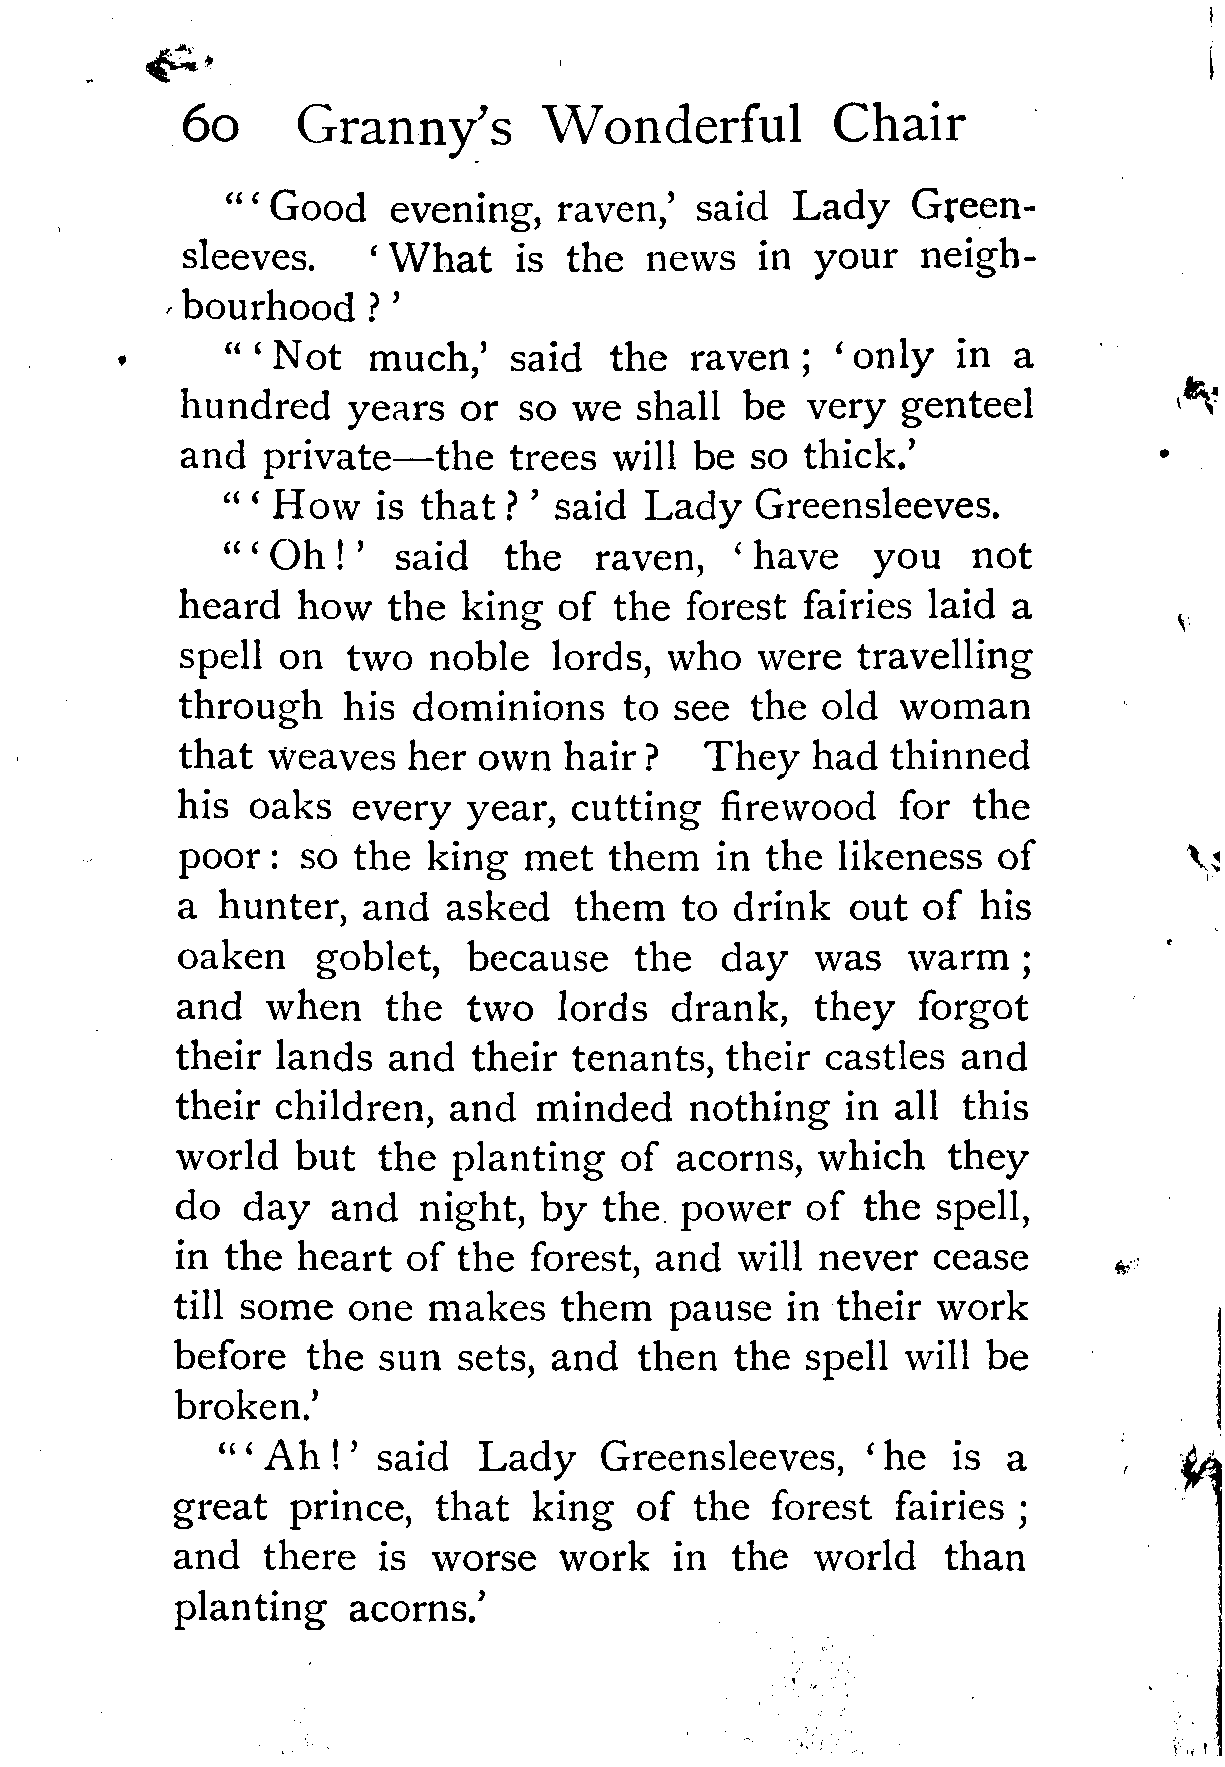 60 Granny's Wonderful Chair
"'Good evening, raven,' said Lady Green-
sleeves. 'What is the news in your neigh-
bourhood?'
"'Not much,' said the raven; 'only in a
hundred years or so we shall be very genteel
and private—the trees will be so thick.'
"'How is that?' said Lady Greensleeves.
"'Oh!' said the raven, 'have you not
heard how the king of the forest fairies laid a
spell on two noble lords, who were travelling
through his dominions to see the old woman
that weaves her own hair? They had thinned
his oaks every year, cutting firewood for the
poor: so the king met them in the likeness of
a hunter, and asked them to drink out of his
oaken goblet, because the day was warm;
and when the two lords drank, they forgot
their lands and their tenants, their castles and
their children, and minded nothing in all this
world but the planting of acorns, which they
do day and night, by the power of the spell,
in the heart of the forest, and will never cease
till some one makes them pause in their work
before the sun sets, and then the spell will be
broken.'
"'Ah!' said Lady Greensleeves, 'he is a
great prince, that king of the forest fairies;
and there is worse work in the world than
planting acorns.'